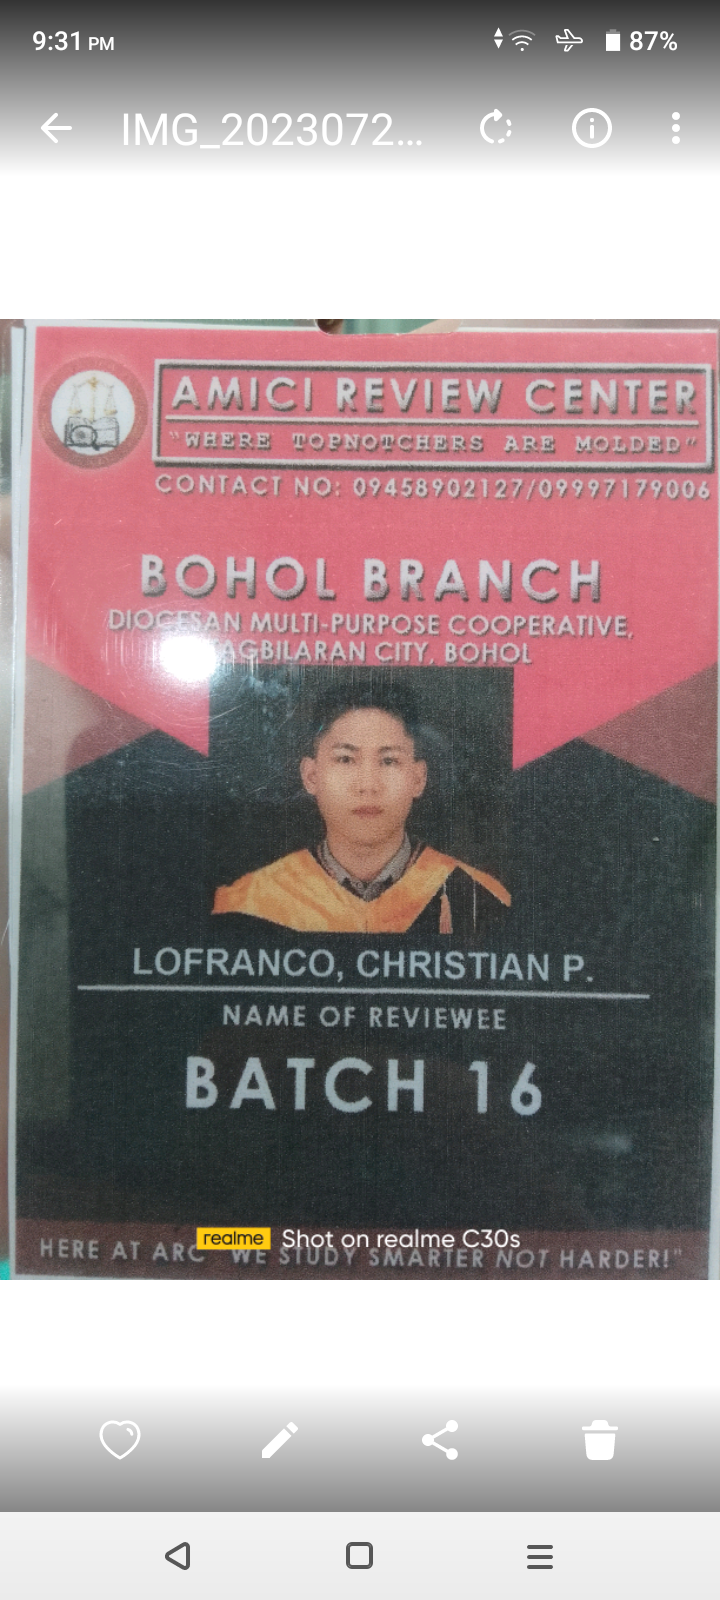 9:31 PM
87%
IMG_2023072...
AMICI REVIEW CENTER
"WHERE TOPNOTCHERS ARE MOLDED"
CONTACT NO: 09458902127/09997179006
BOHOL BRANCH
DIOCESAN MULTI-PURPOSE COOPERATIVE,
AGBILARAN CITY, BOHOL
LOFRANCO, CHRISTIAN P.
NAME OF REVIEWEE
BATCH 16
realme Shot on realme C30s
HERE AT ARC "WE STUDY SMARTER NOT HARDER!"